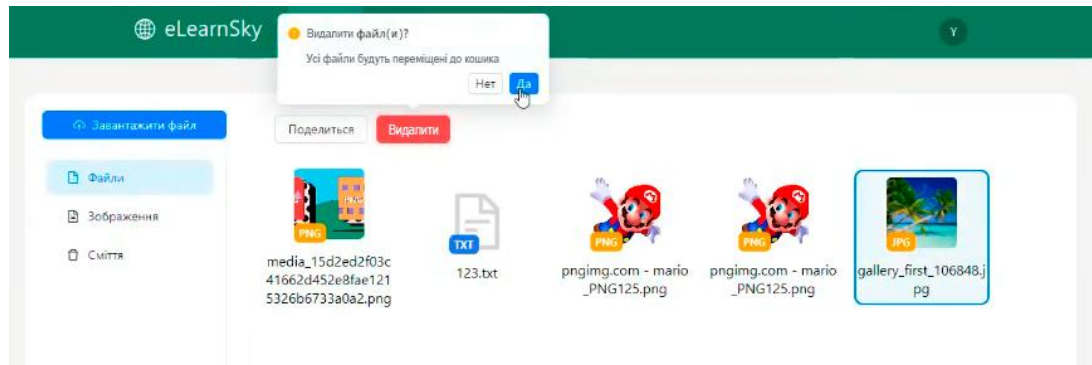 eLearnSky
Видалити файл(и)?
Усі файли будуть переміщені до кошика
Нет
Да
Y
Завантажити файл
Поделиться
Видалити
Файли
Зображення
Сміття
PNG
TXT
PNG
PNG
JPG
media_15d2ed2f03c
41662d452e8fae121
5326b6733a0a2.png
123.txt
pngimg.com - mario
_PNG125.png
pngimg.com - mario
_PNG125.png
gallery_first_106848.j
pg